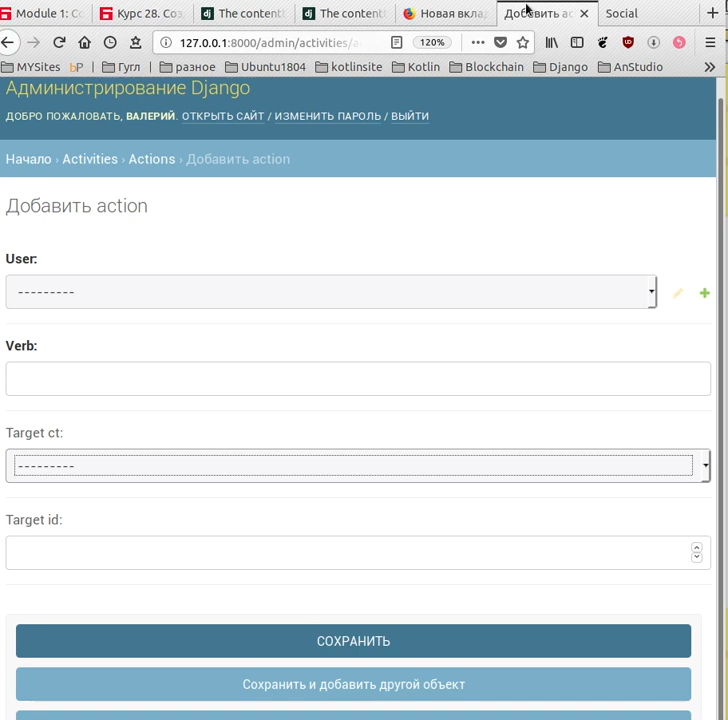 Module 1: Со
Курс 28. Соз
The content
The content
Новая вклад
Добавить ac
Social
127.0.0.1:8000/admin/activities/a
120%
MYSites
bP
Гугл
разное
Ubuntu1804
kotlinsite
Kotlin
Blockchain
Django
AnStudio
Администрирование Django
ДОБРО ПОЖАЛОВАТЬ, ВАЛЕРИЙ. ОТКРЫТЬ САЙТ / ИЗМЕНИТЬ ПАРОЛЬ / ВЫЙТИ
Начало › Activities › Actions › Добавить action
Добавить action
User:
---------
Verb:
Target ct:
---------
Target id:
СОХРАНИТЬ
Сохранить и добавить другой объект